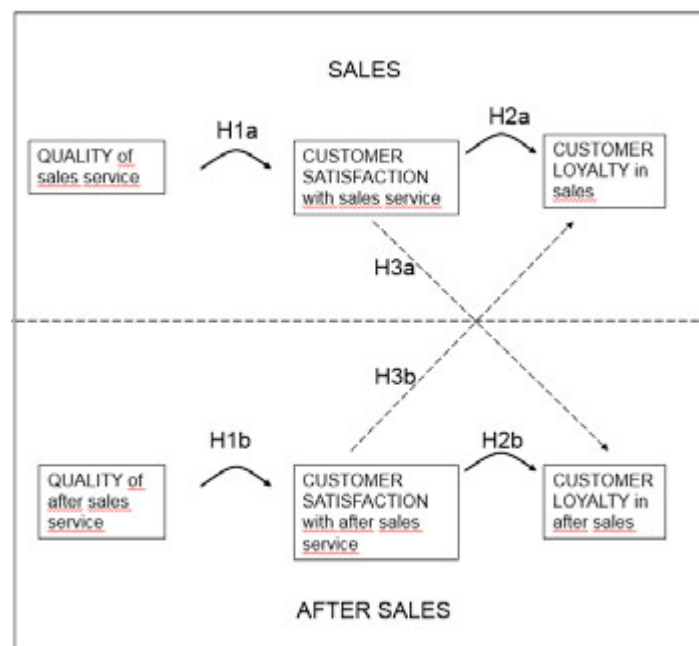 SALES
H1a
H2a
QUALITY of
sales service
CUSTOMER
SATISFACTION
with sales service
CUSTOMER
LOYALTY in
sales
H3a
H3b
H1b
H2b
QUALITY of
after sales
service
CUSTOMER
SATISFACTION
with after sales
service
CUSTOMER
LOYALTY in
after sales
AFTER SALES